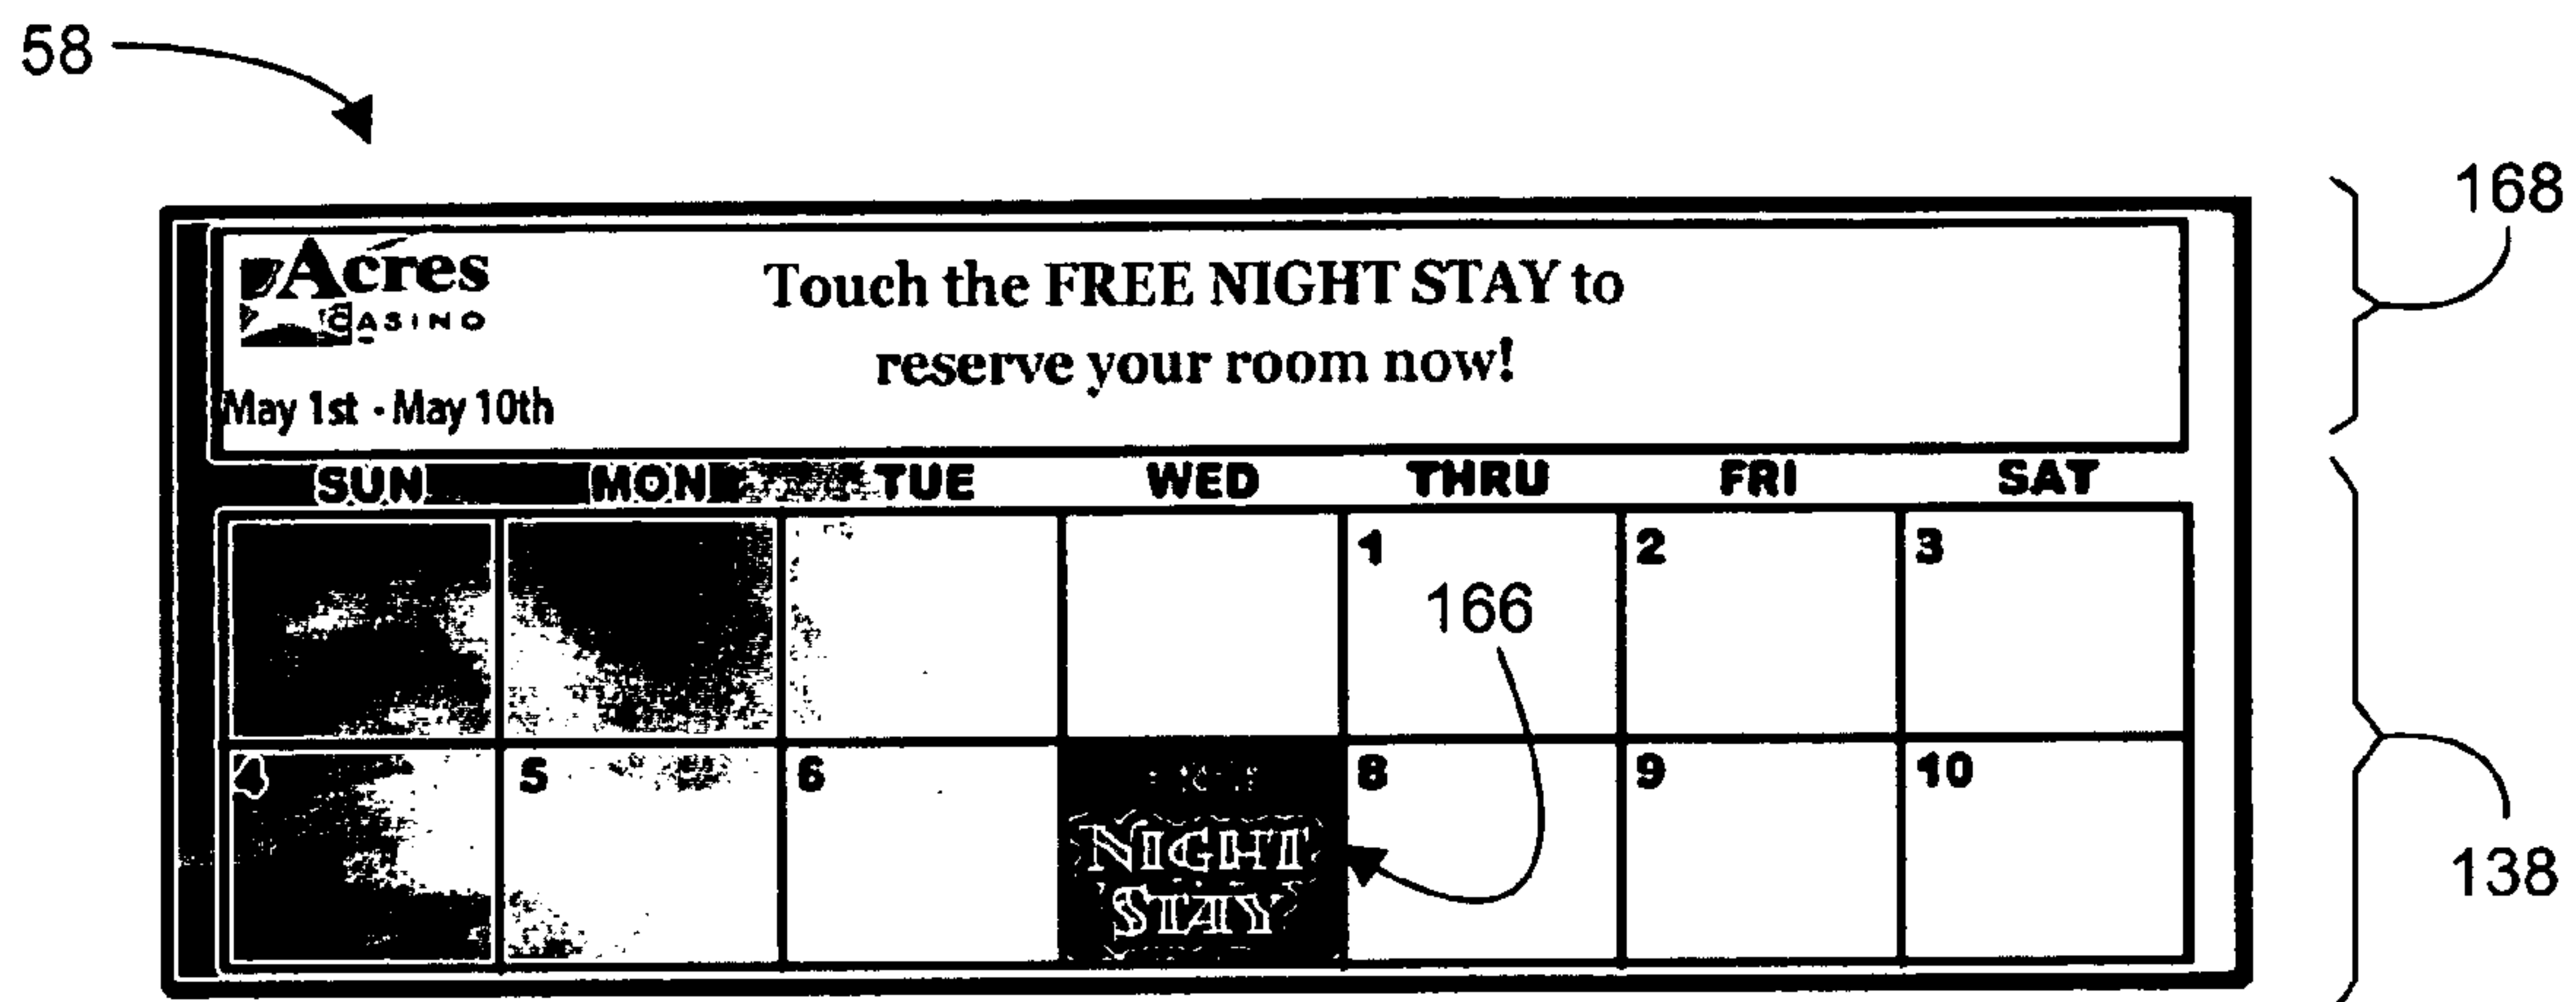 58
168
Acres
CASINO
Touch the FREE NIGHT STAY to
reserve your room now!
May 1st - May 10th
SUN MON TUE WED THRU FRI SAT
1 2 3
166
4 5 6 8 9 10
NIGHT
STAY
138